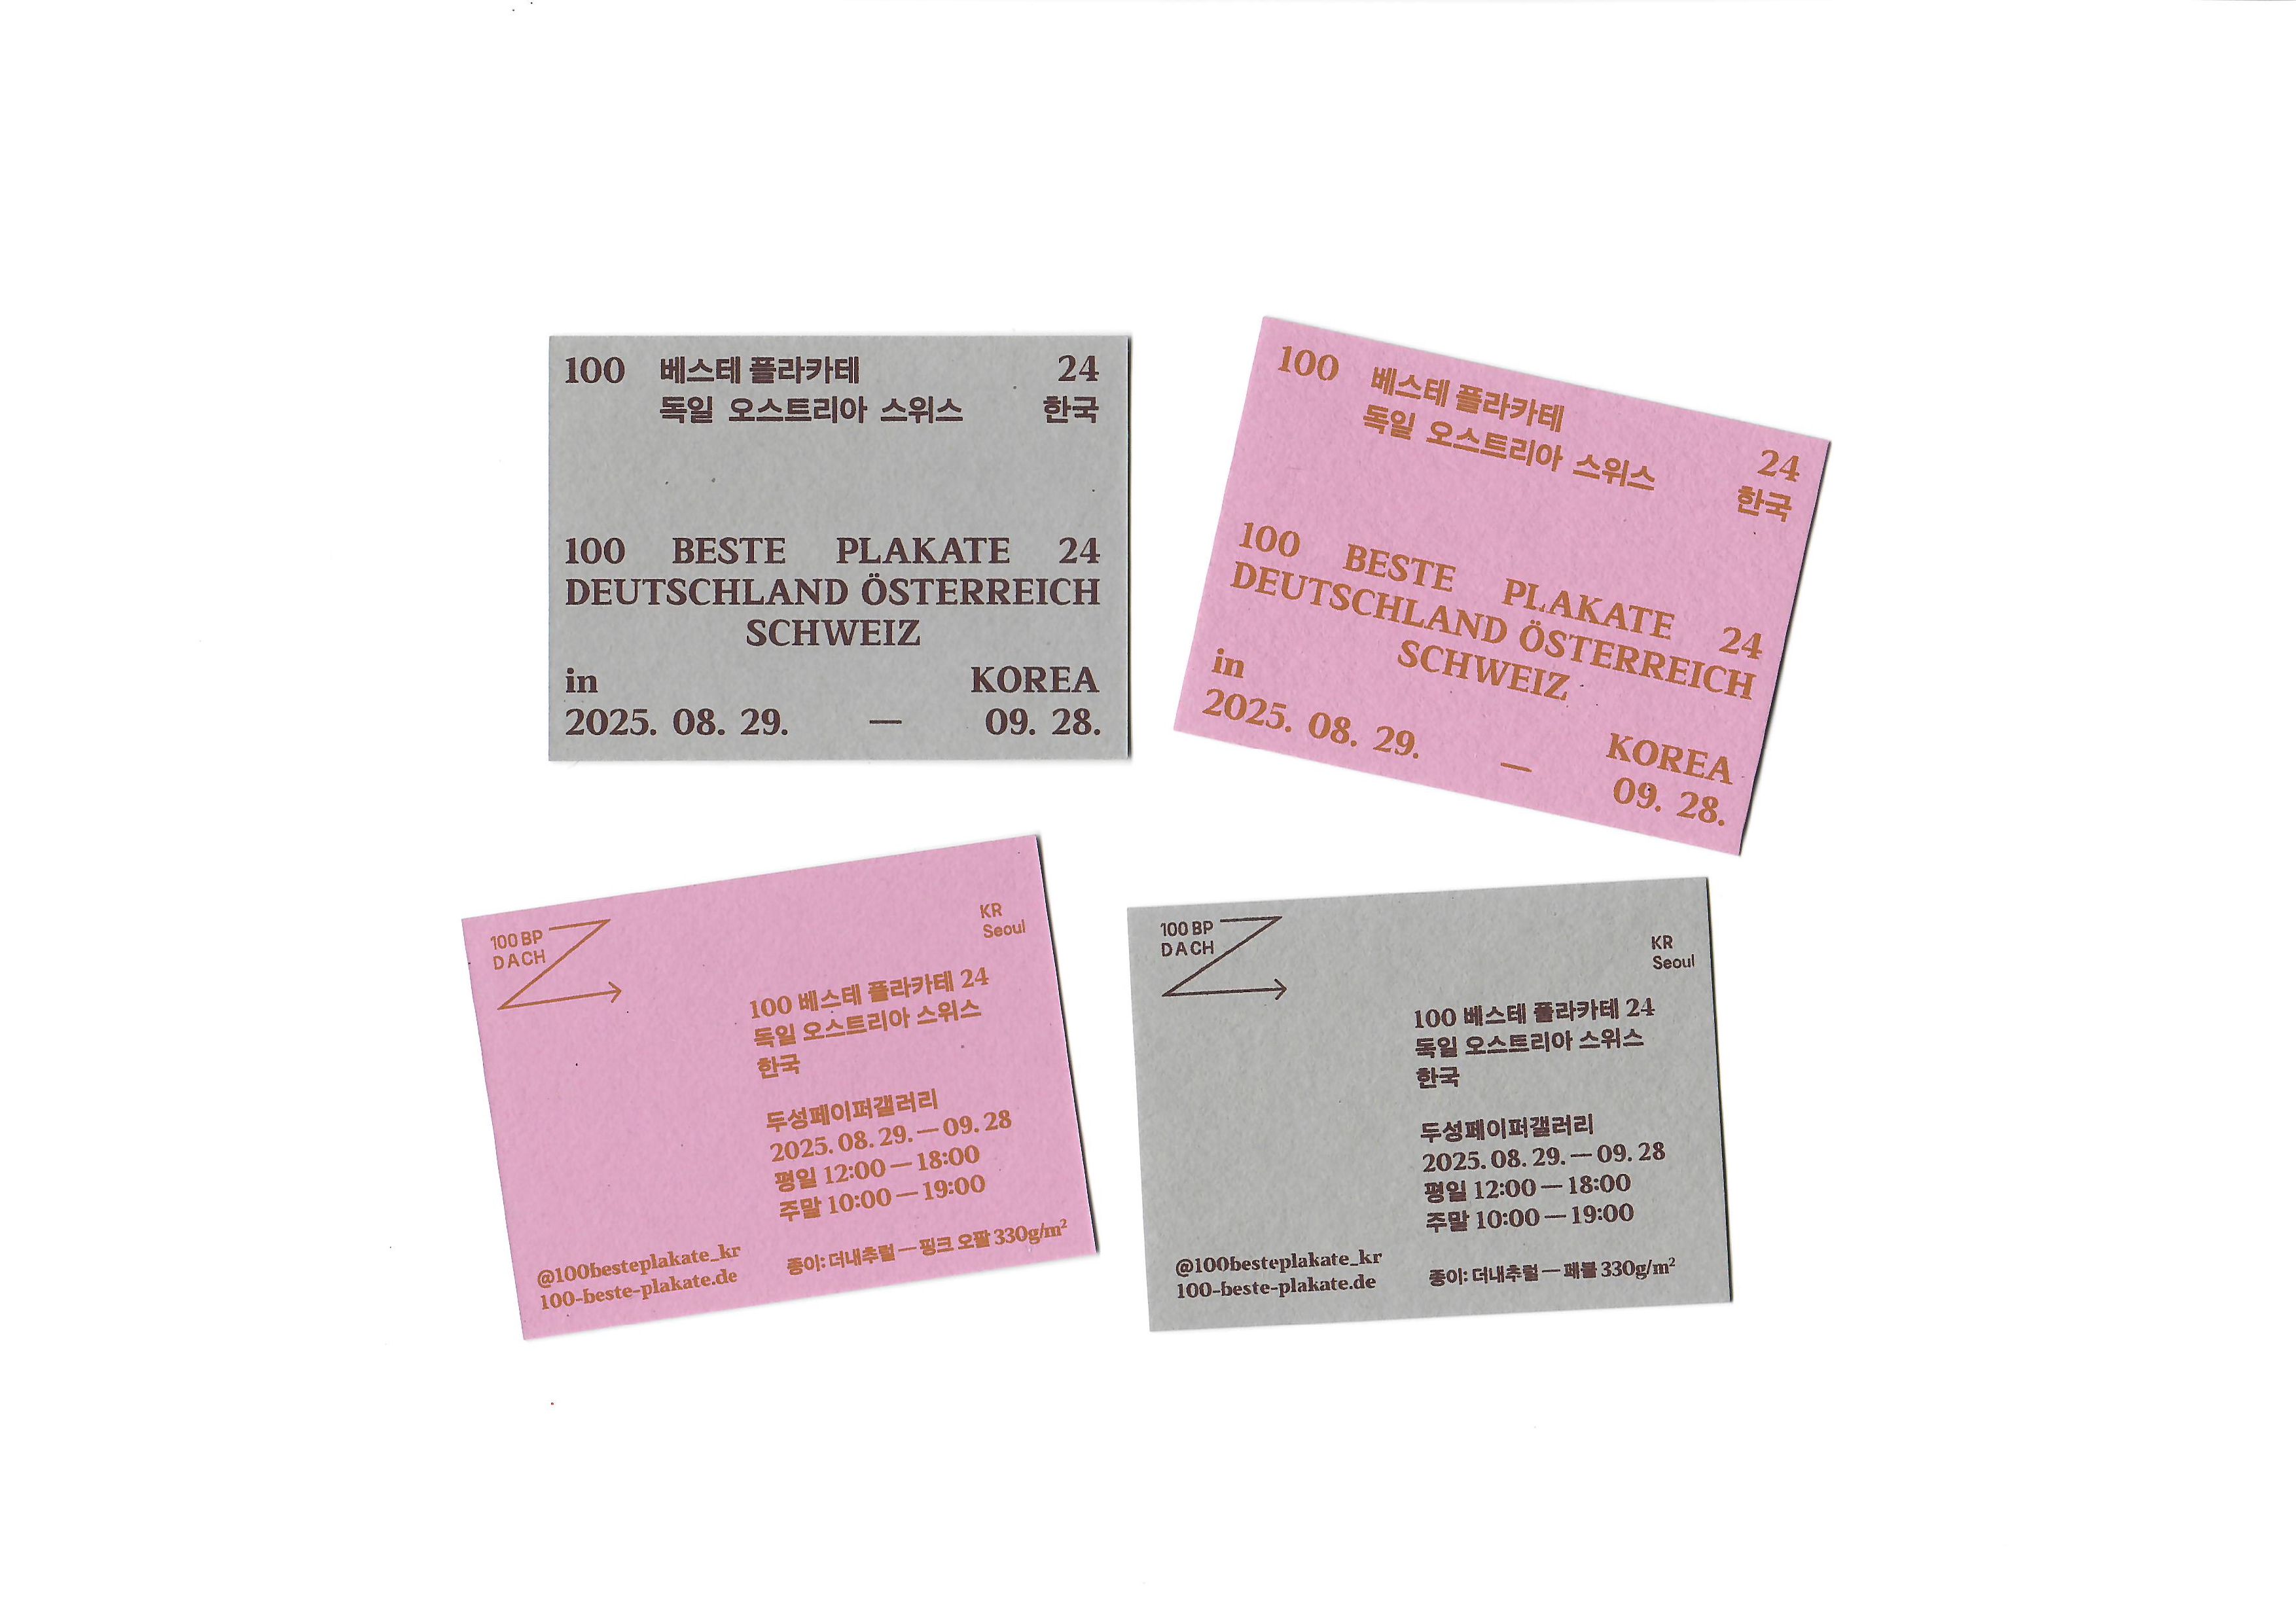 100 베스테 플라카테 24
독일 오스트리아 스위스 한국
100 BESTE PLAKATE 24
DEUTSCHLAND ÖSTERREICH
SCHWEIZ
in KOREA
2025. 08. 29. — 09. 28.
100 베스테 플라카테 24
독일 오스트리아 스위스 한국
100 BESTE PLAKATE 24
DEUTSCHLAND ÖSTERREICH
SCHWEIZ
in KOREA
2025. 08. 29. — 09. 28.
100 BP
DACH
KR
Seoul
100 베스테 플라카테 24
독일 오스트리아 스위스
한국
두성페이퍼갤러리
2025. 08. 29. — 09. 28
평일 12:00 — 18:00
주말 10:00 — 19:00
@100besteplakate_kr
100-beste-plakate.de
종이: 더내추럴 — 핑크 오팔 330g/m²
100 BP
DACH
KR
Seoul
100 베스테 플라카테 24
독일 오스트리아 스위스
한국
두성페이퍼갤러리
2025. 08. 29. — 09. 28
평일 12:00 — 18:00
주말 10:00 — 19:00
@100besteplakate_kr
100-beste-plakate.de
종이: 더내추럴 — 페블 330g/m²